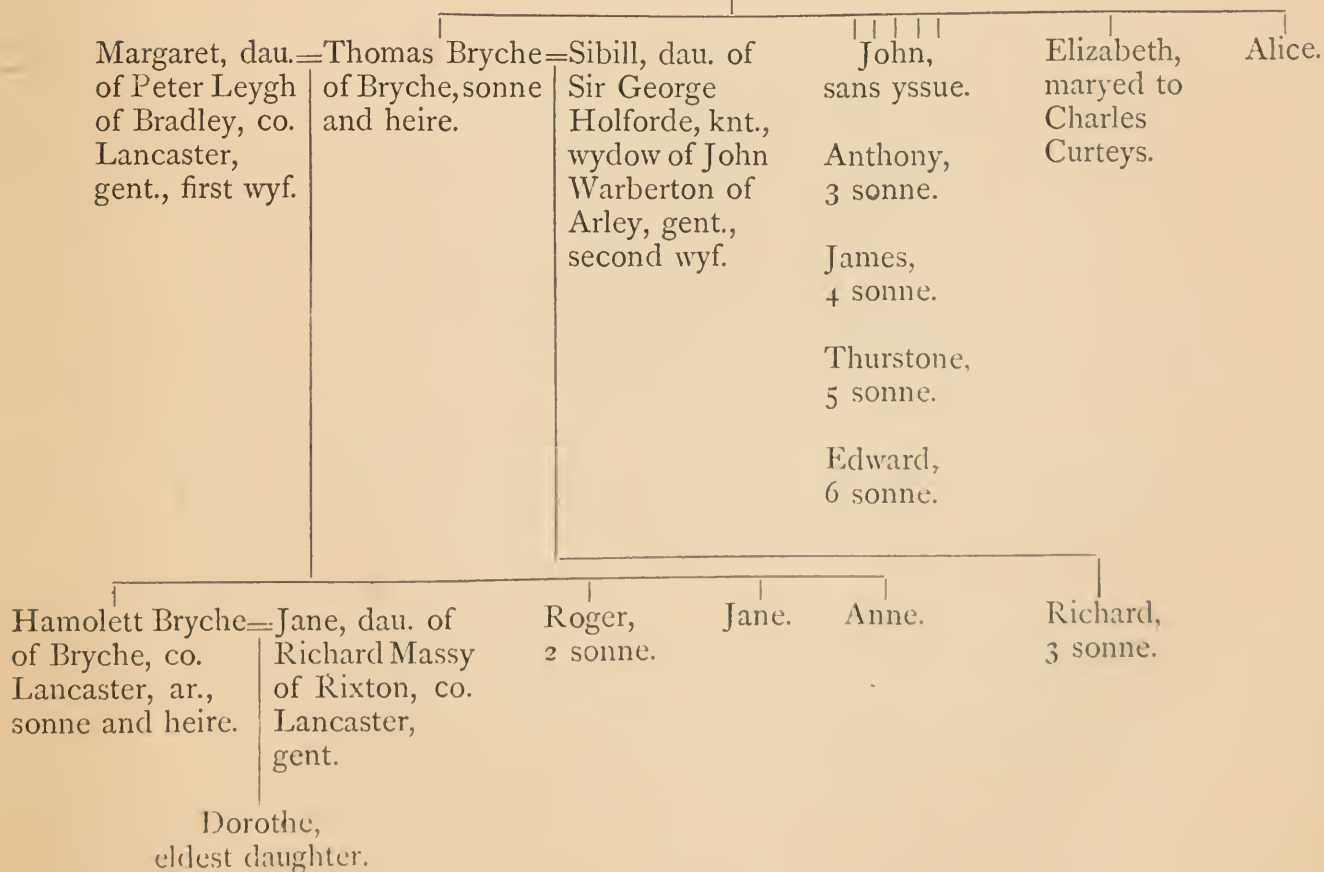 Margaret, dau.
of Peter Leygh
of Bradley, co.
Lancaster,
gent., first wyf.
=Thomas Bryche=
of Bryche, sonne
and heire.
Sibill, dau. of
Sir George
Holforde, knt.,
wydow of John
Warberton of
Arley, gent.,
second wyf.
John,
sans yssue.
Anthony,
3 sonne.
James,
4 sonne.
Thurstone,
5 sonne.
Edward,
6 sonne.
Elizabeth,
maryed to
Charles
Curteys.
Alice.
Hamolett Bryche=
of Bryche, co.
Lancaster, ar.,
sonne and heire.
Jane, dau. of
Richard Massy
of Rixton, co.
Lancaster,
gent.
Roger,
2 sonne.
Jane.
Anne.
Richard,
3 sonne.
Dorothe,
eldest daughter.